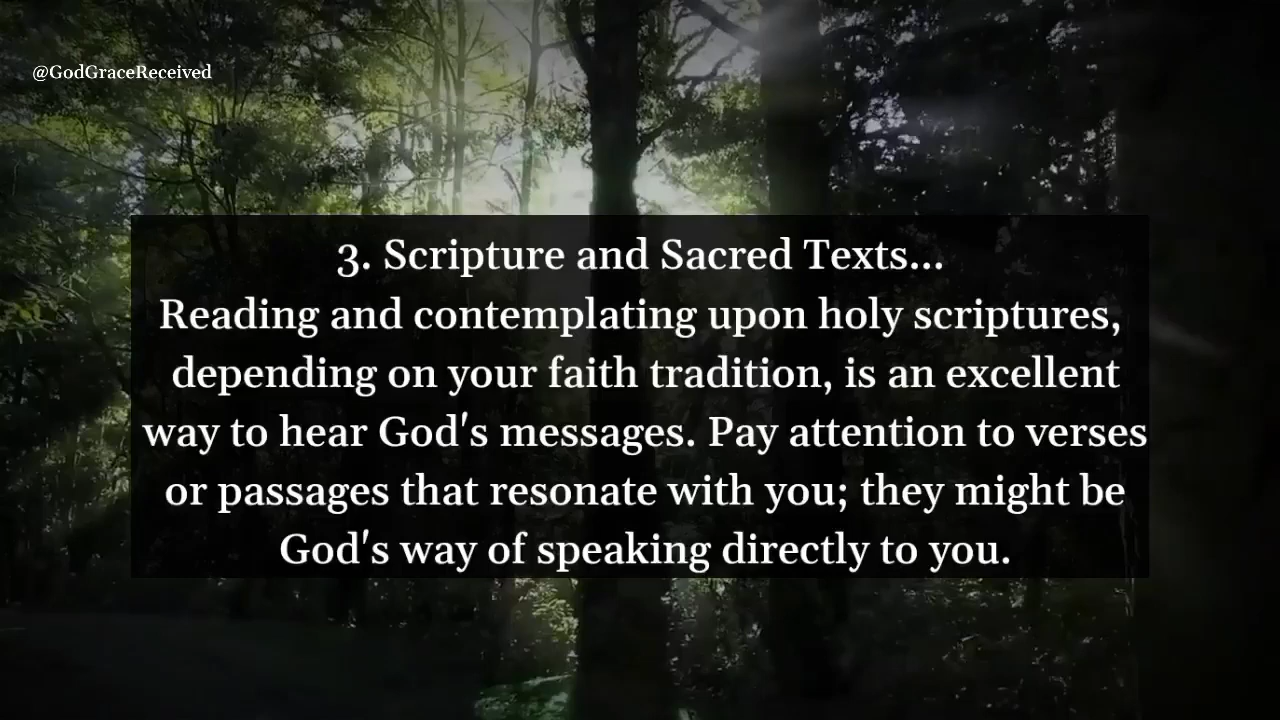 @GodGraceReceived
3. Scripture and Sacred Texts...
Reading and contemplating upon holy scriptures,
depending on your faith tradition, is an excellent
way to hear God's messages. Pay attention to verses
or passages that resonate with you; they might be
God's way of speaking directly to you.